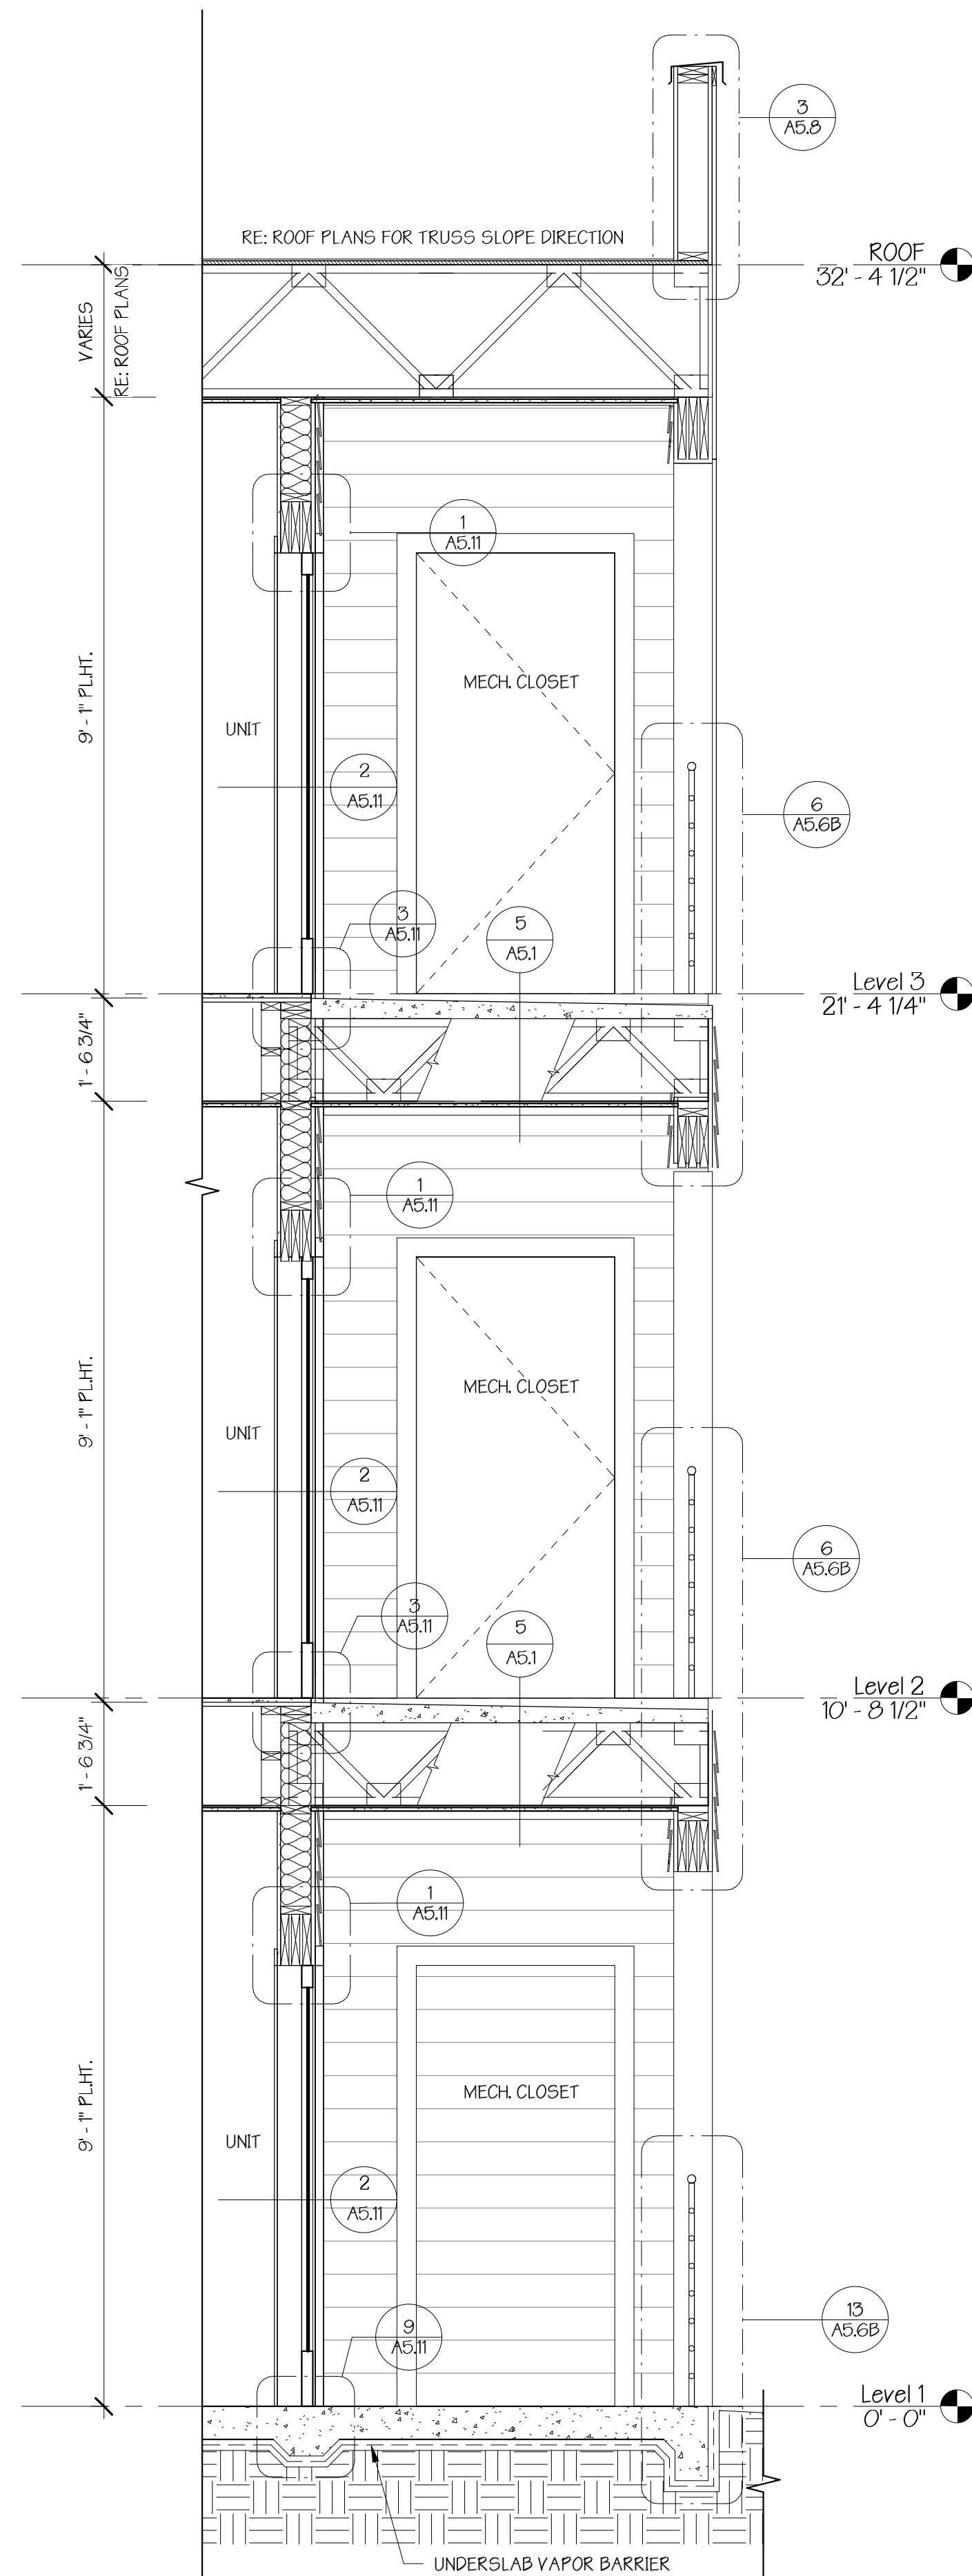 3
A5.8
RE: ROOF PLANS FOR TRUSS SLOPE DIRECTION
ROOF
32' - 4 1/2"
VARIES
RE: ROOF PLANS
1
A5.11
9' - 1" PL.HT.
MECH. CLOSET
UNIT
2
A5.11
6
A5.6B
3
A5.11
5
A5.1
Level 3
21' - 4 1/4"
1' - 6 3/4"
1
A5.11
9' - 1" PL.HT.
MECH. CLOSET
UNIT
2
A5.11
6
A5.6B
3
A5.11
5
A5.1
Level 2
10' - 8 1/2"
1' - 6 3/4"
1
A5.11
9' - 1" PL.HT.
MECH. CLOSET
UNIT
2
A5.11
13
A5.6B
9
A5.11
Level 1
0' - 0"
UNDERSLAB VAPOR BARRIER